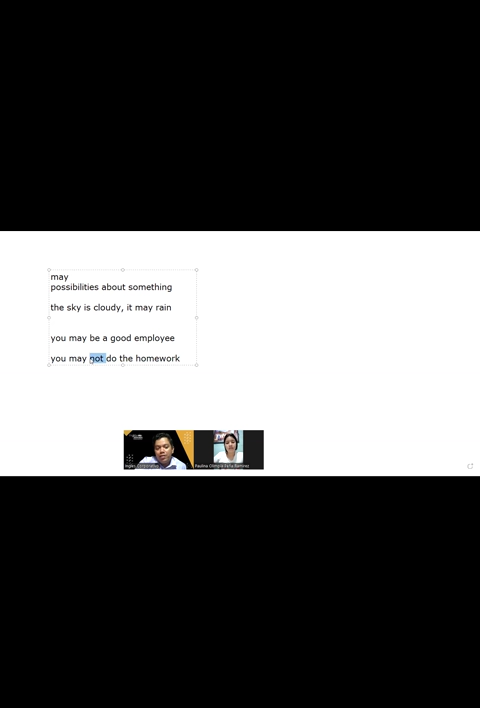 may
possibilities about something
the sky is cloudy, it may rain
you may be a good employee
you may not do the homework